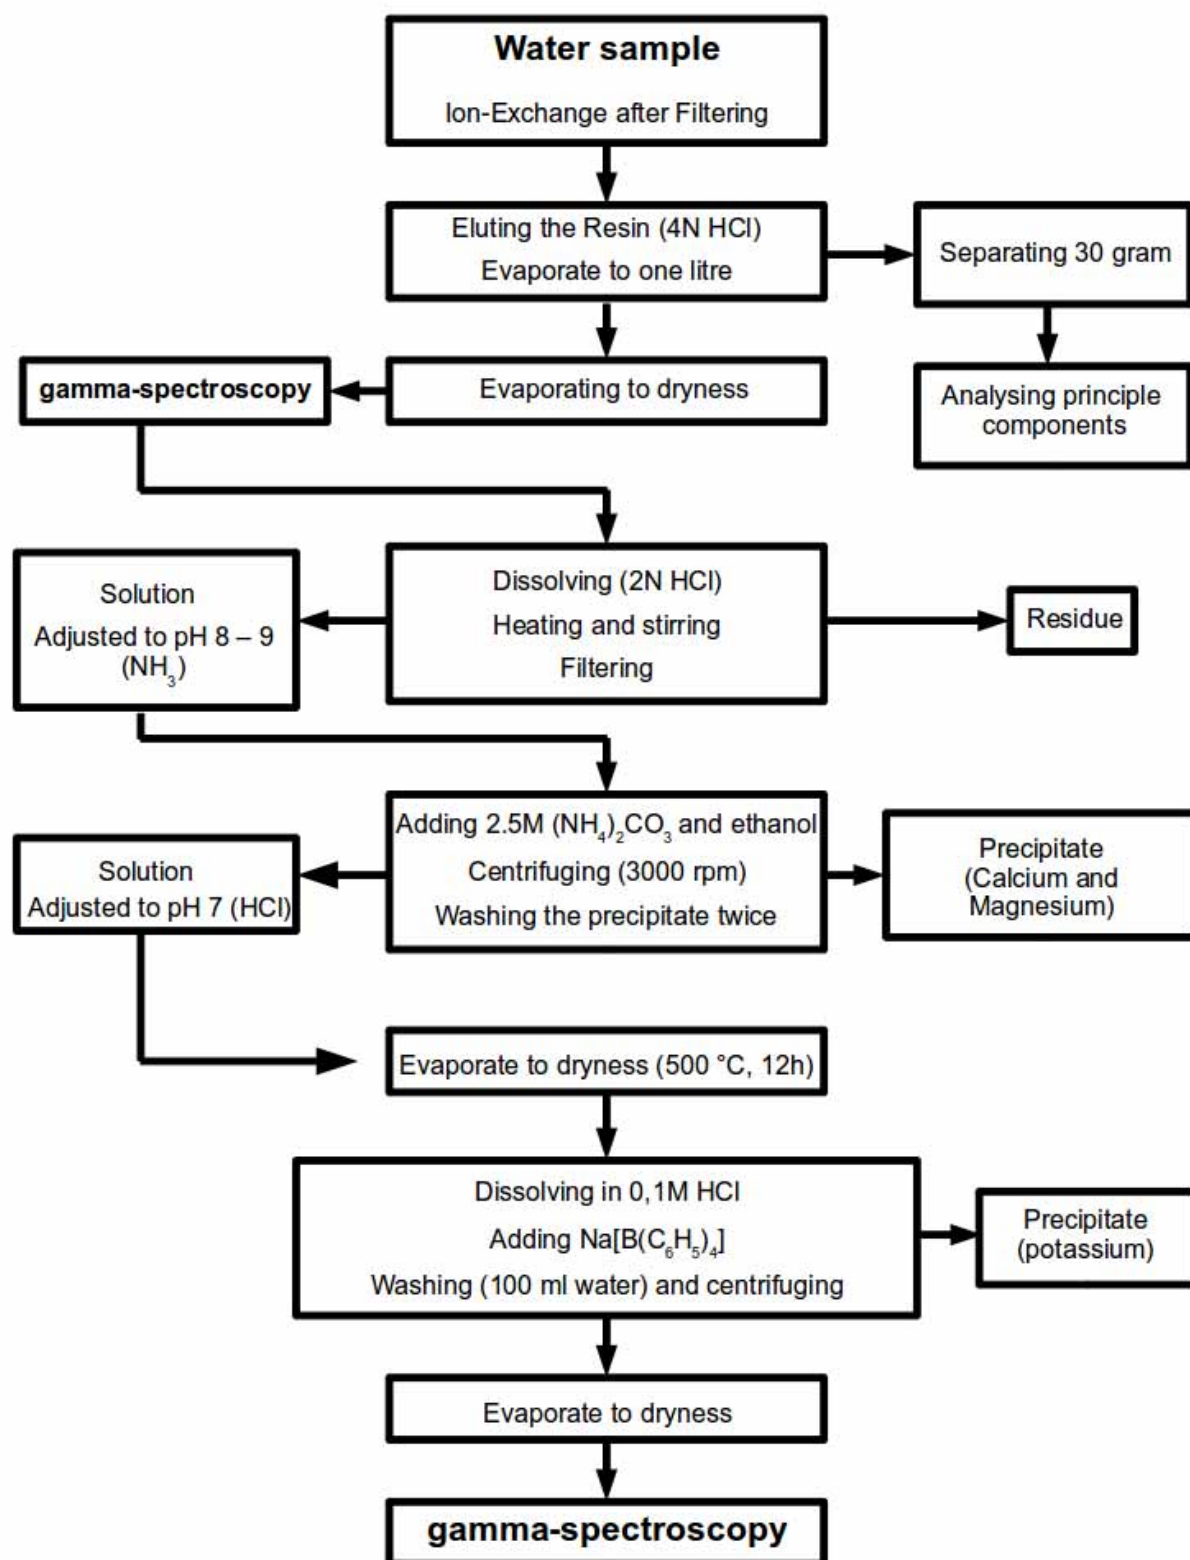 Water sample
Ion-Exchange after Filtering
Eluting the Resin (4N HCl)
Evaporate to one litre
Separating 30 gram
gamma-spectroscopy
Evaporating to dryness
Analysing principle
components
Solution
Adjusted to pH 8 – 9
(NH₃)
Dissolving (2N HCl)
Heating and stirring
Filtering
Residue
Solution
Adjusted to pH 7 (HCl)
Adding 2.5M (NH₄)₂CO₃ and ethanol
Centrifuging (3000 rpm)
Washing the precipitate twice
Precipitate
(Calcium and
Magnesium)
Evaporate to dryness (500 °C, 12h)
Dissolving in 0,1M HCl
Adding Na[B(C₆H₅)₄]
Washing (100 ml water) and centrifuging
Precipitate
(potassium)
Evaporate to dryness
gamma-spectroscopy